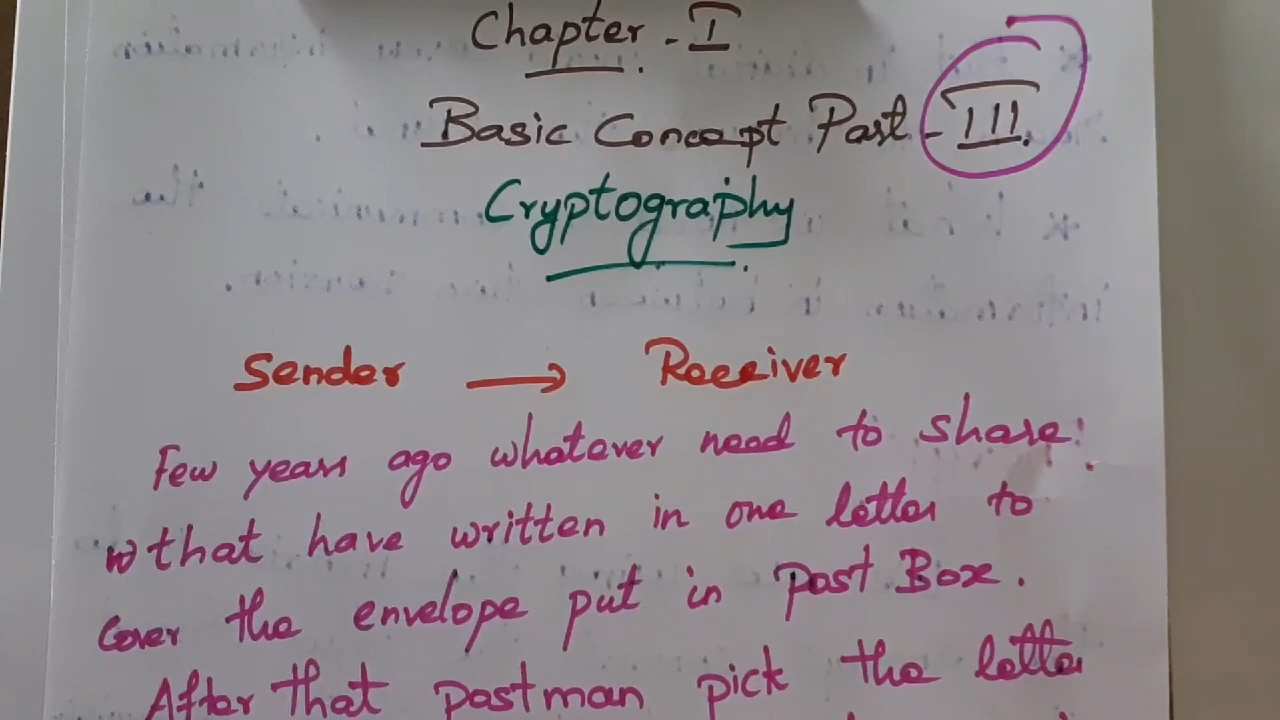 Chapter - I
Basic Concept Part - III
Cryptography
Sender → Receiver
Few years ago whatever need to share
that have written in one letter to
Cover the envelope put in Post Box.
After that postman pick the letter